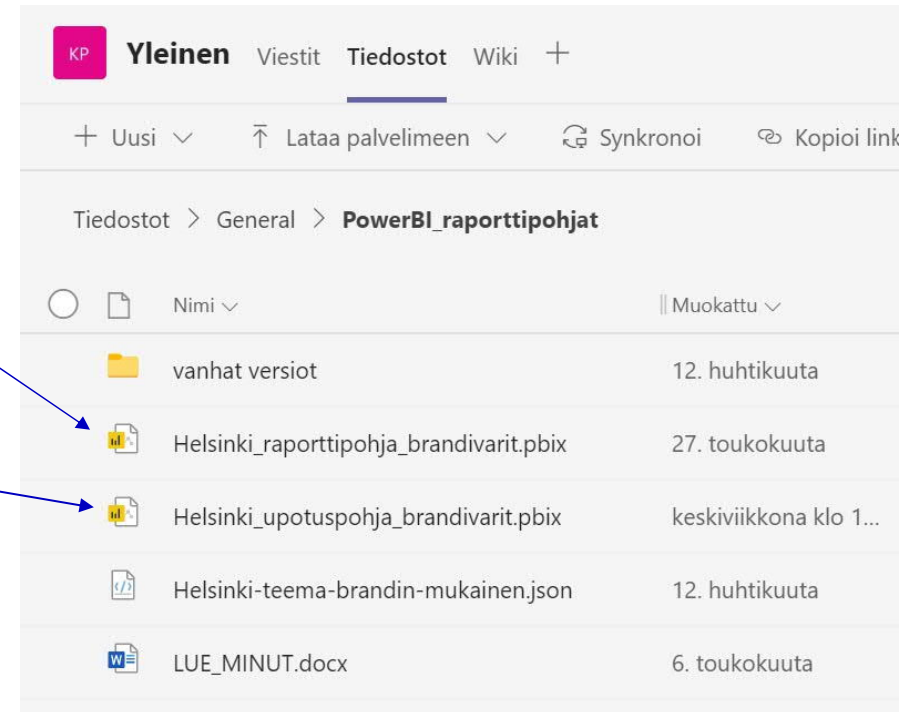 KP Yleinen Viestit Tiedostot Wiki +
+ Uusi Lataa palvelimeen Synkronoi Kopioi link
Tiedostot > General > PowerBI_raporttipohjat
Nimi Muokattu
vanhat versiot 12. huhtikuuta
Helsinki_raporttipohja_brandivarit.pbix 27. toukokuuta
Helsinki_upotuspohja_brandivarit.pbix keskiviikkona klo 1...
Helsinki-teema-brandin-mukainen.json 12. huhtikuuta
LUE_MINUT.docx 6. toukokuuta